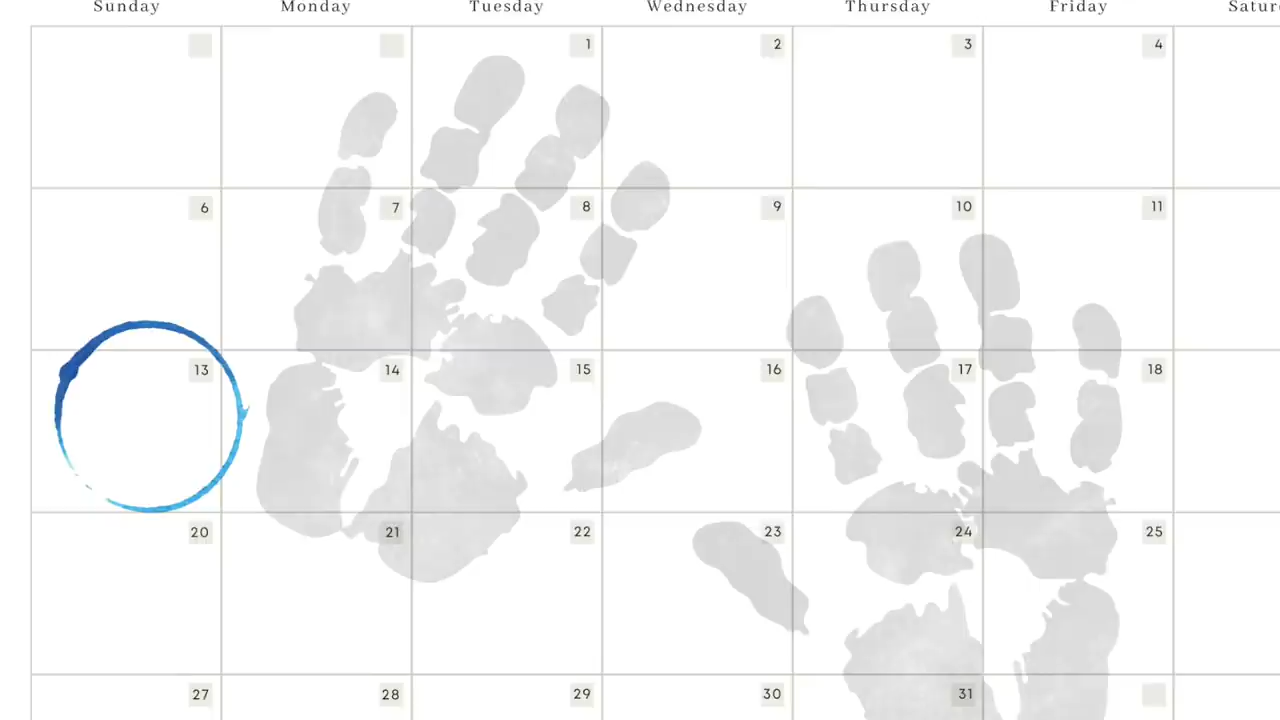 Sunday Monday Tuesday Wednesday Thursday Friday
1 2 3 4
6 7 8 9 10 11
13 14 15 16 17 18
20 21 22 23 24 25
27 28 29 30 31